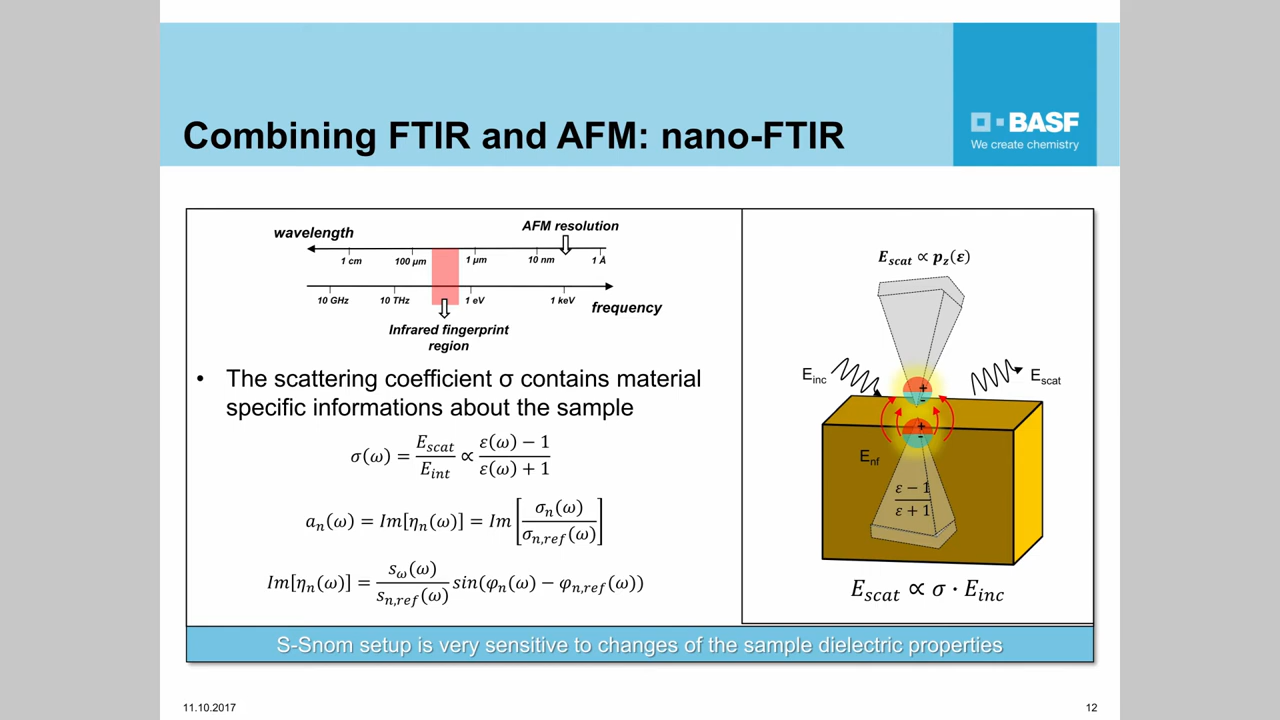 Combining FTIR and AFM: nano-FTIR
BASF
We create chemistry
wavelength
AFM resolution
1 cm 100 μm 1 μm 10 nm 1 Å
10 GHz 10 THz 1 eV 1 keV
frequency
Infrared fingerprint
region
• The scattering coefficient σ contains material
specific informations about the sample
σ(ω) = E_scat/E_int ∝ (ε(ω) − 1)/(ε(ω) + 1)
a_n(ω) = Im[η_n(ω)] = Im[σ_n(ω)/σ_n,ref(ω)]
Im[η_n(ω)] = s_ω(ω)/s_n,ref(ω) sin(φ_n(ω) − φ_n,ref(ω))
E_scat ∝ p_z(ε)
E_inc
E_scat
+
-
+
-
E_nf
(ε − 1)/(ε + 1)
E_scat ∝ σ · E_inc
S-Snom setup is very sensitive to changes of the sample dielectric properties
11.10.2017
12